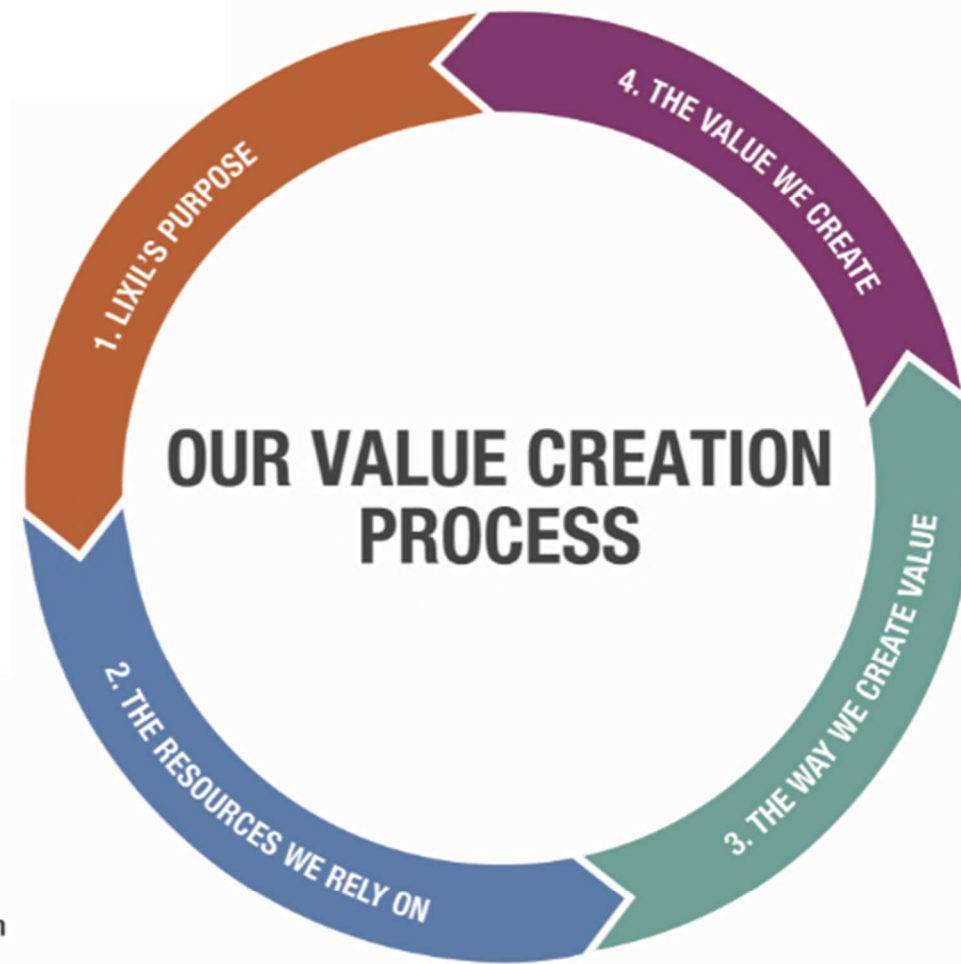 1. LIXIL'S PURPOSE
4. THE VALUE WE CREATE
OUR VALUE CREATION
PROCESS
2. THE RESOURCES WE RELY ON
3. THE WAY WE CREATE VALUE